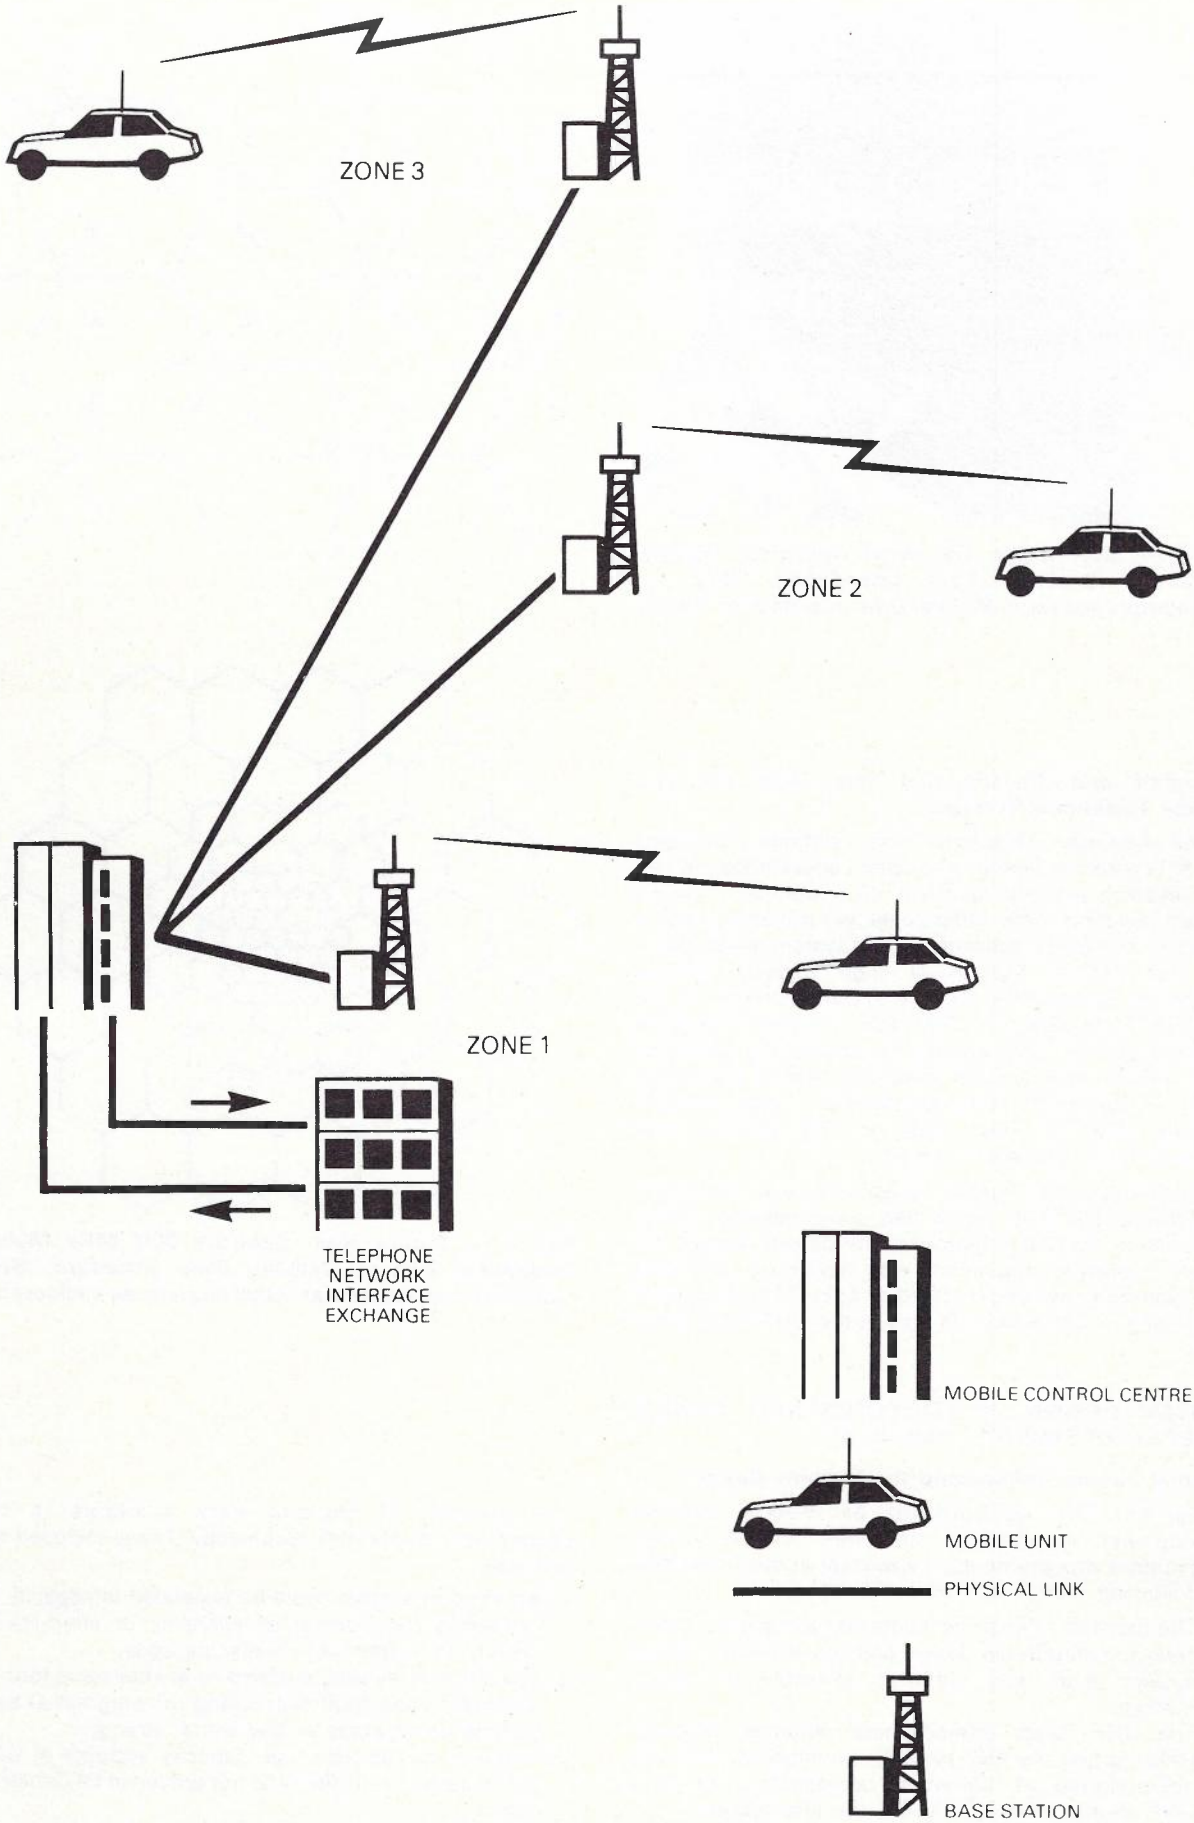 ZONE 3
ZONE 2
ZONE 1
TELEPHONE
NETWORK
INTERFACE
EXCHANGE
MOBILE CONTROL CENTRE
MOBILE UNIT
PHYSICAL LINK
BASE STATION